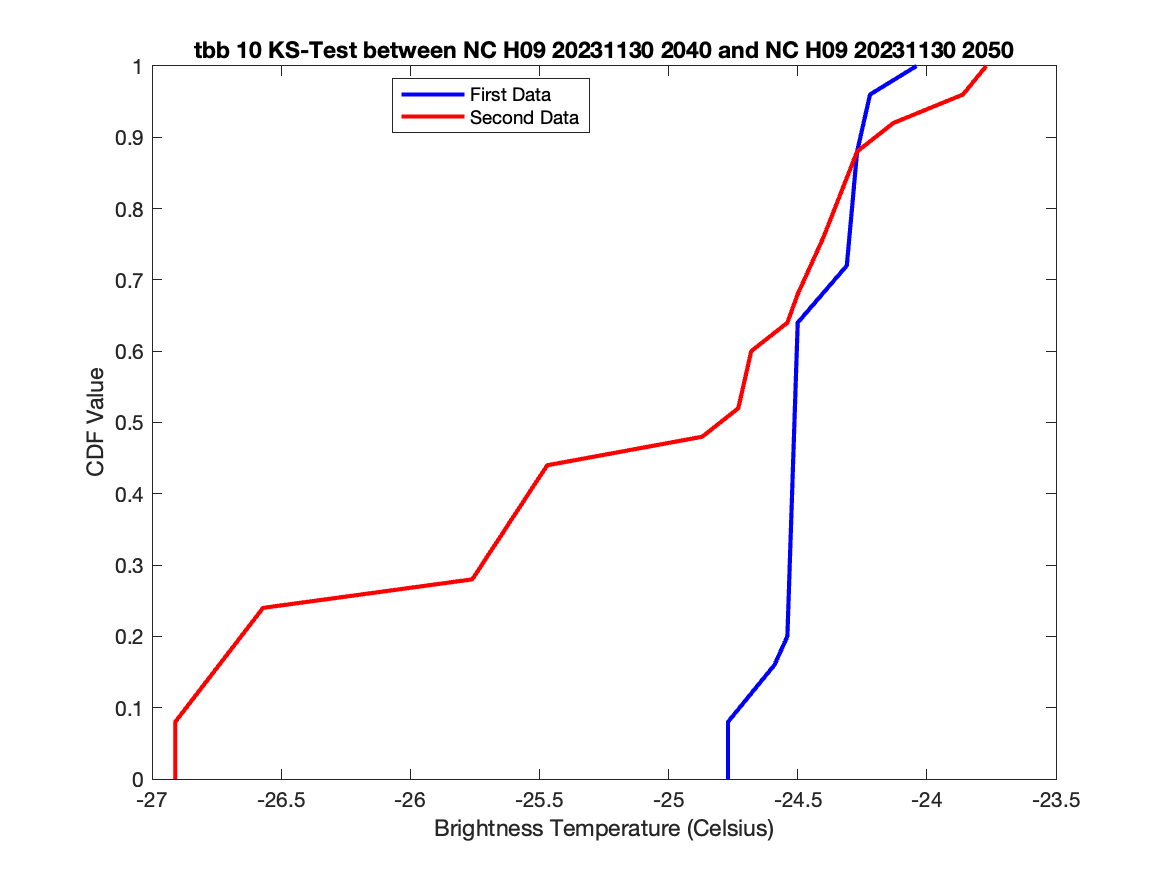 tbb 10 KS-Test between NC H09 20231130 2040 and NC H09 20231130 2050
First Data
Second Data
1
0.9
0.8
0.7
0.6
0.5
0.4
0.3
0.2
0.1
0
CDF Value
-27 -26.5 -26 -25.5 -25 -24.5 -24 -23.5
Brightness Temperature (Celsius)